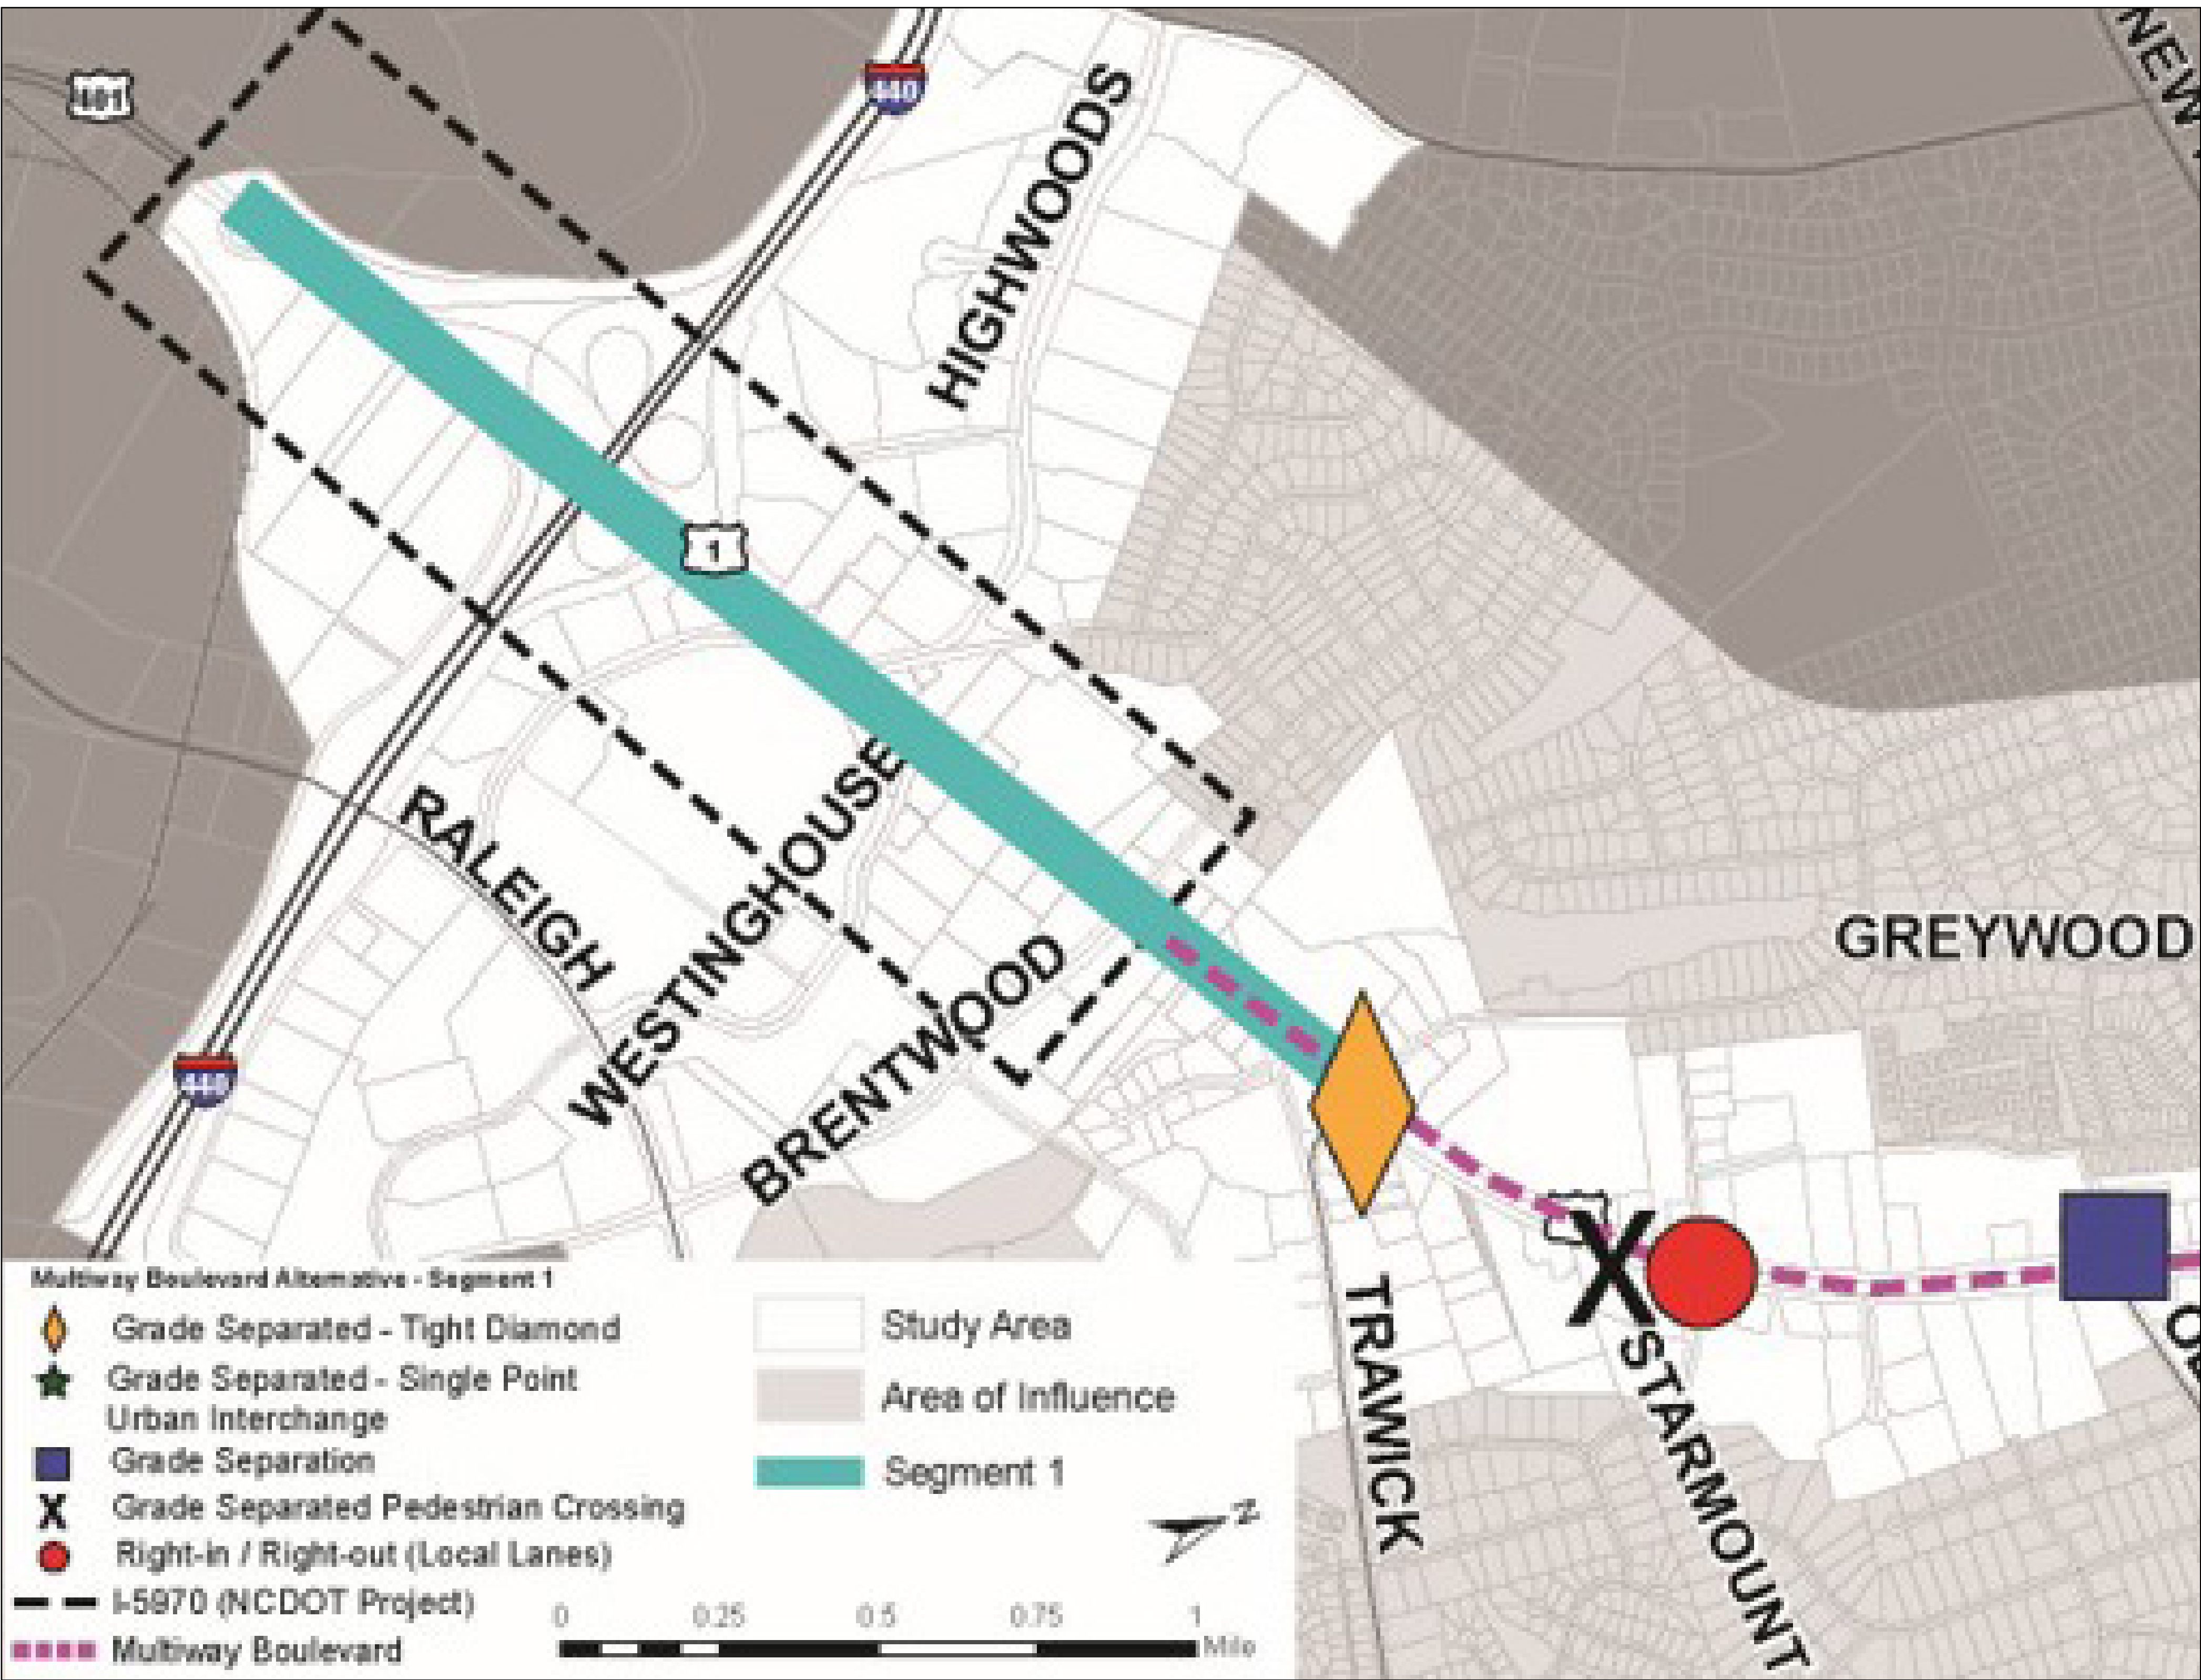 NEW
401
440
HIGHWOODS
1
RALEIGH
WESTINGHOUSE
BRENTWOOD
GREYWOOD
440
TRAWICK
STARMOUNT
Multiway Boulevard Alternative - Segment 1
Grade Separated - Tight Diamond
Grade Separated - Single Point
Urban Interchange
Grade Separation
Grade Separated Pedestrian Crossing
Right-in / Right-out (Local Lanes)
I-5970 (NCDOT Project)
Multiway Boulevard
Study Area
Area of Influence
Segment 1
Z
0 0.25 0.5 0.75 1
Mile